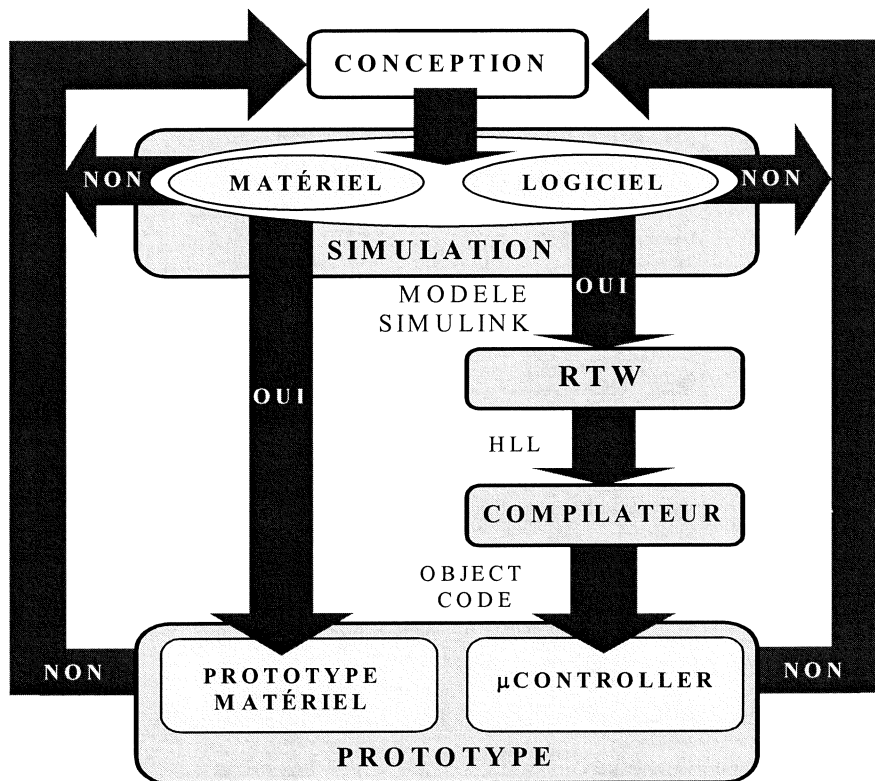 CONCEPTION
NON
MATÉRIEL
LOGICIEL
NON
SIMULATION
MODELE
SIMULINK
OUI
RTW
OUI
HLL
COMPILATEUR
OBJECT
CODE
NON
PROTOTYPE
MATÉRIEL
µCONTROLLER
NON
PROTOTYPE